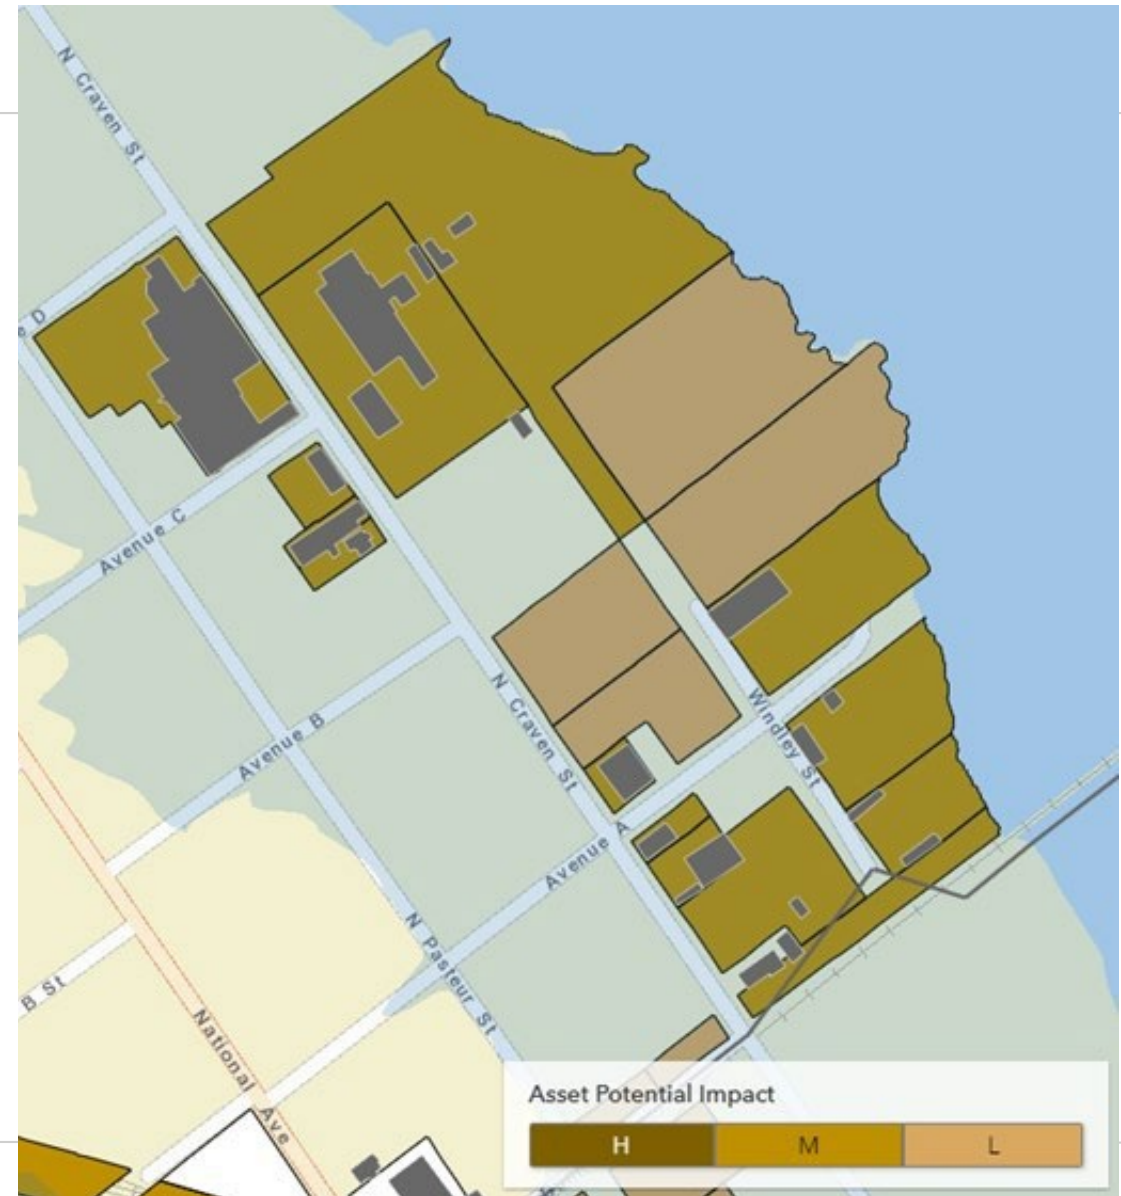 N Craven St
e D
Avenue C
N Craven St
Windley St
Avenue B
Avenue A
N Pasteur St
B St
National Ave
Asset Potential Impact
H M L